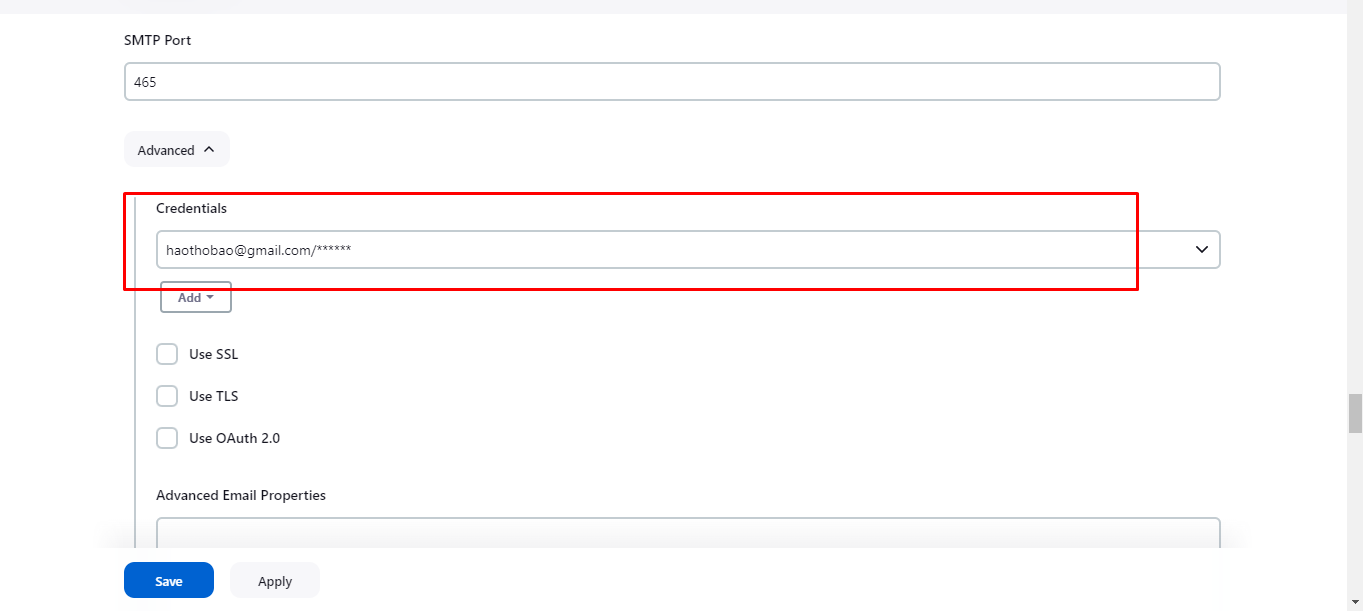 SMTP Port
465
Advanced
Credentials
haothobao@gmail.com/******
Add
Use SSL
Use TLS
Use OAuth 2.0
Advanced Email Properties
Save
Apply